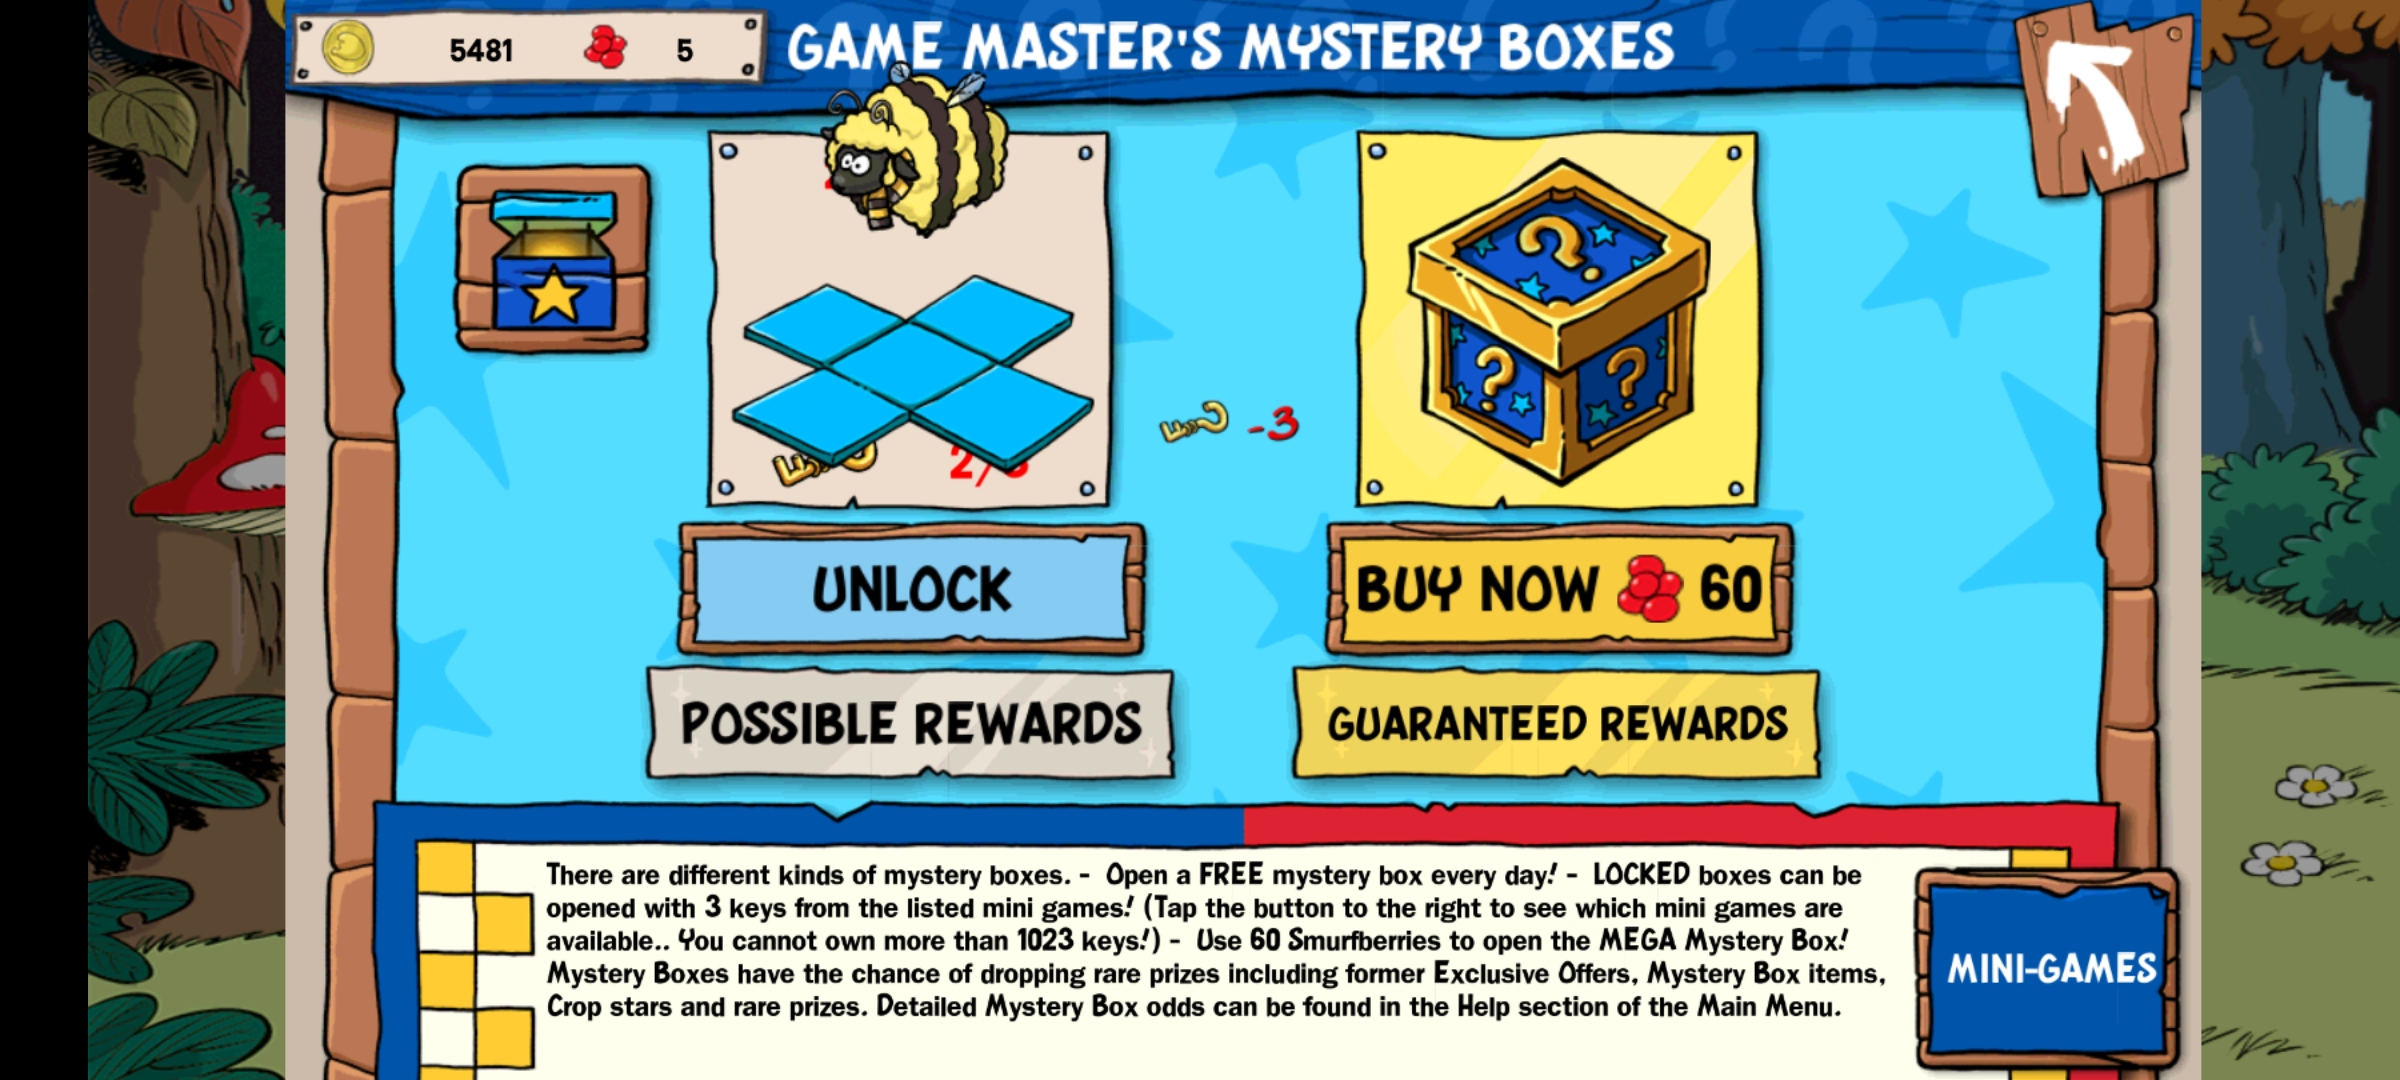 5481
5
GAME MASTER'S MYSTERY BOXES
-3
UNLOCK
BUY NOW 60
POSSIBLE REWARDS
GUARANTEED REWARDS
There are different kinds of mystery boxes. - Open a FREE mystery box every day! - LOCKED boxes can be
opened with 3 keys from the listed mini games! (Tap the button to the right to see which mini games are
available.. You cannot own more than 1023 keys!) - Use 60 Smurfberries to open the MEGA Mystery Box!
Mystery Boxes have the chance of dropping rare prizes including former Exclusive Offers, Mystery Box items,
Crop stars and rare prizes. Detailed Mystery Box odds can be found in the Help section of the Main Menu.
MINI-GAMES